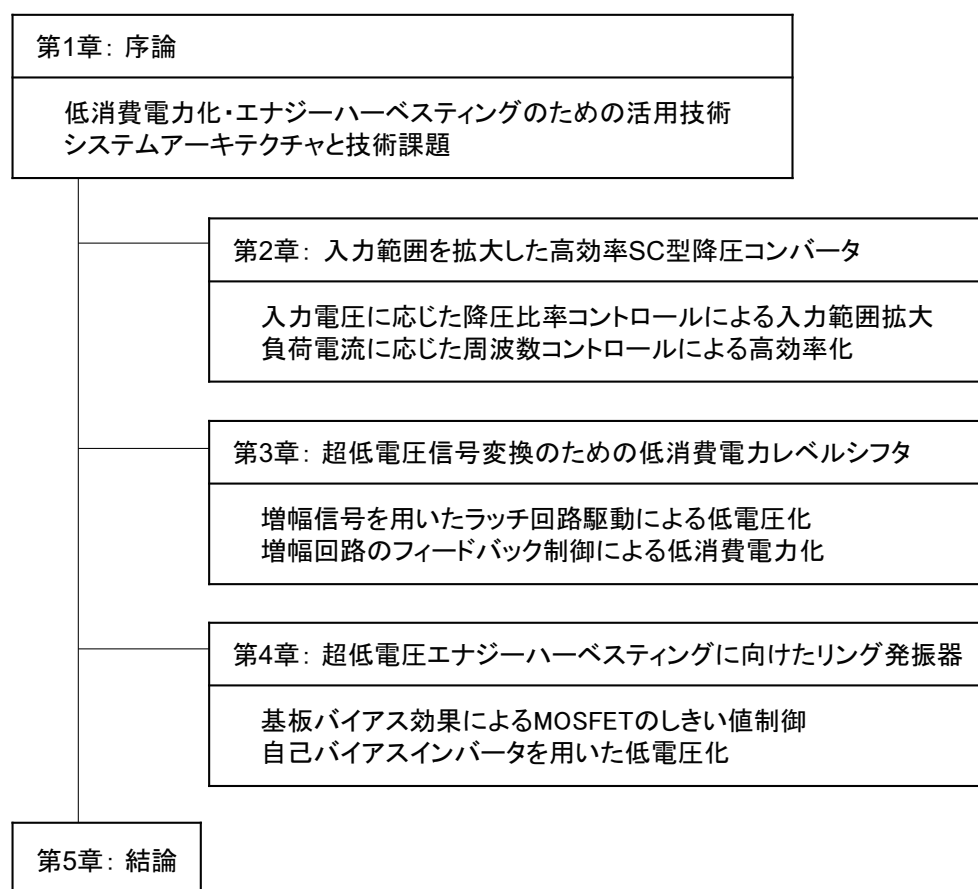 第1章: 序論
低消費電力化・エナジーハーベスティングのための活用技術
システムアーキテクチャと技術課題
第2章: 入力範囲を拡大した高効率SC型降圧コンバータ
入力電圧に応じた降圧比率コントロールによる入力範囲拡大
負荷電流に応じた周波数コントロールによる高効率化
第3章: 超低電圧信号変換のための低消費電力レベルシフタ
増幅信号を用いたラッチ回路駆動による低電圧化
増幅回路のフィードバック制御による低消費電力化
第4章: 超低電圧エナジーハーベスティングに向けたリング発振器
基板バイアス効果によるMOSFETのしきい値制御
自己バイアスインバータを用いた低電圧化
第5章: 結論